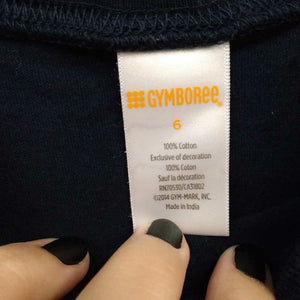 GYMBOREE
6
100% Cotton
Exclusive of decoration
100% Coton
Sauf la décoration
RN70530/CA31802
©2014 GYM-MARK, INC.
Made in India